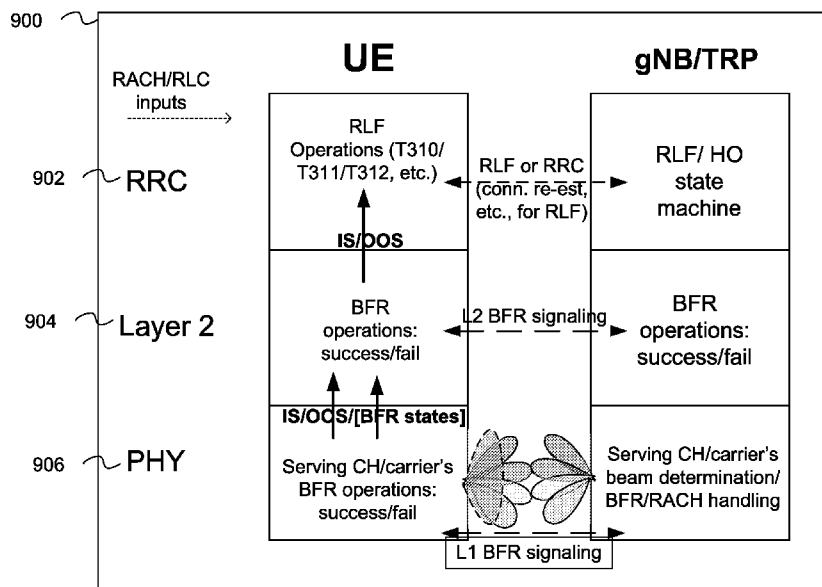 900
UE
gNB/TRP
RACH/RLC
inputs
902
RRC
RLF
Operations (T310/
T311/T312, etc.)
RLF or RRC
(conn. re-est,
etc., for RLF)
RLF/ HO
state
machine
IS/OOS
904
Layer 2
BFR
operations:
success/fail
L2 BFR signaling
BFR
operations:
success/fail
IS/OOS/[BFR states]
906
PHY
Serving CH/carrier's
BFR operations:
success/fail
Serving CH/carrier's
beam determination/
BFR/RACH handling
L1 BFR signaling